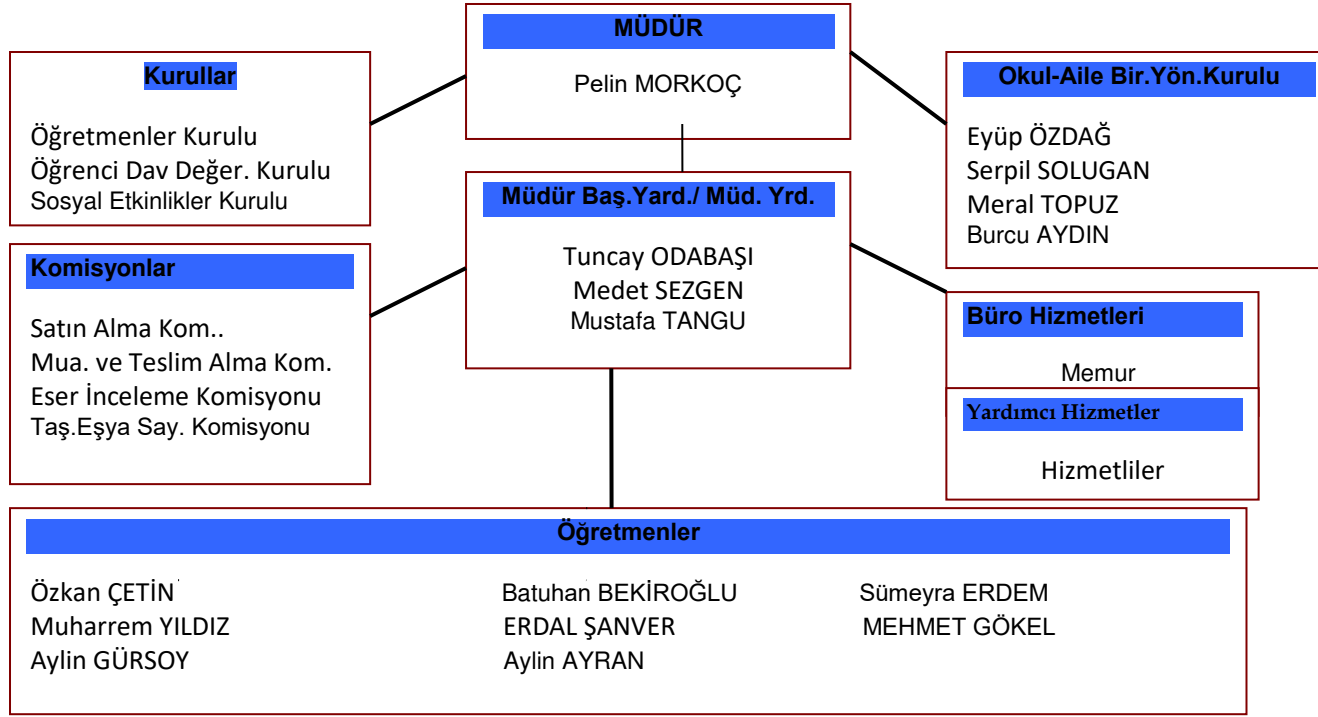 MÜDÜR
Pelin MORKOÇ
Kurullar
Öğretmenler Kurulu
Öğrenci Dav Değer. Kurulu
Sosyal Etkinlikler Kurulu
Okul-Aile Bir.Yön.Kurulu
Eyüp ÖZDAĞ
Serpil SOLUGAN
Meral TOPUZ
Burcu AYDIN
Müdür Baş.Yard./ Müd. Yrd.
Tuncay ODABAŞI
Medet SEZGEN
Mustafa TANGU
Komisyonlar
Satın Alma Kom..
Mua. ve Teslim Alma Kom.
Eser İnceleme Komisyonu
Taş.Eşya Say. Komisyonu
Büro Hizmetleri
Memur
Yardımcı Hizmetler
Hizmetliler
Öğretmenler
Özkan ÇETİN
Muharrem YILDIZ
Aylin GÜRSOY
Batuhan BEKİROĞLU
ERDAL ŞANVER
Aylin AYRAN
Sümeyra ERDEM
MEHMET GÖKEL